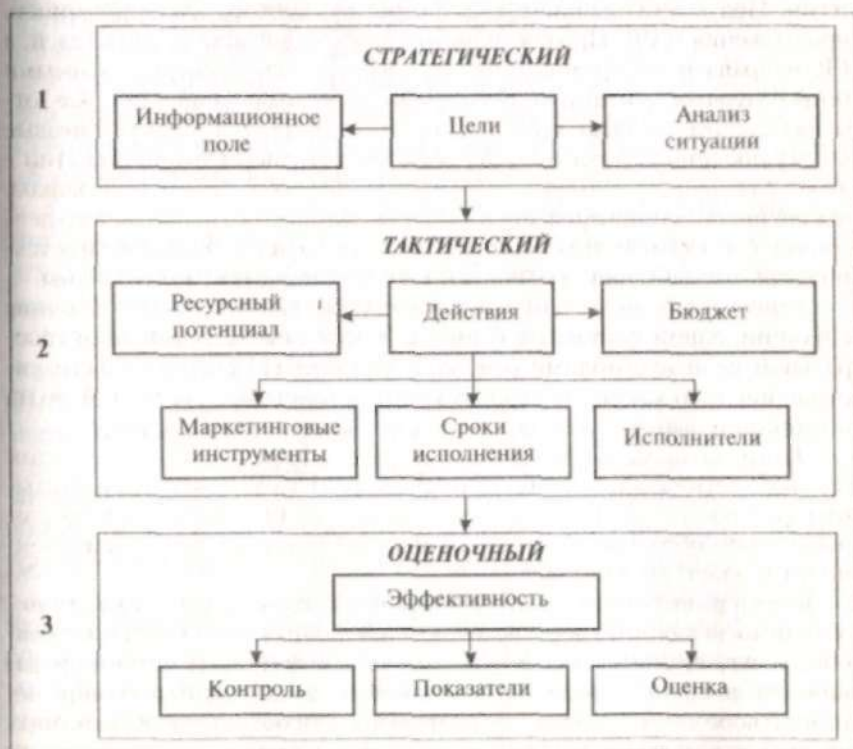 СТРАТЕГИЧЕСКИЙ
1
Информационное
поле
Цели
Анализ
ситуации
ТАКТИЧЕСКИЙ
2
Ресурсный
потенциал
Действия
Бюджет
Маркетинговые
инструменты
Сроки
исполнения
Исполнители
ОЦЕНОЧНЫЙ
3
Эффективность
Контроль
Показатели
Оценка